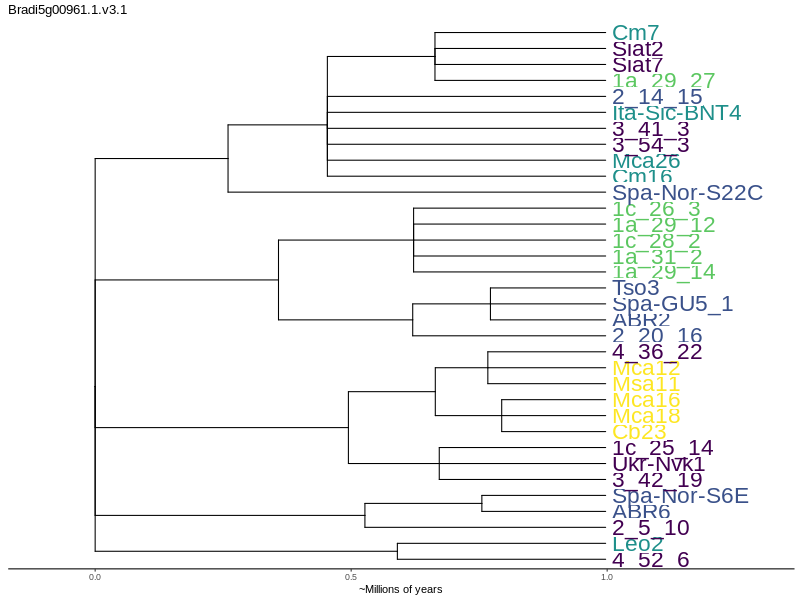 Bradi5g00961.1.v3.1
Cm7
Siat2
Siat7
1a_29_27
2_14_15
Ita-Sic-BNT4
3_41_3
3_54_3
Mca26
Cm16
Spa-Nor-S22C
1c_26_3
1a_29_12
1c_28_2
1a_31_2
1a_29_14
Tso3
Spa-GU5_1
ABR2
2_20_16
4_36_22
Mca12
Msa11
Mca16
Mca18
Cb23
1c_25_14
Ukr-Nvk1
3_42_19
Spa-Nor-S6E
ABR6
2_5_10
Leo2
4_52_6
0.0 0.5 1.0
~Millions of years